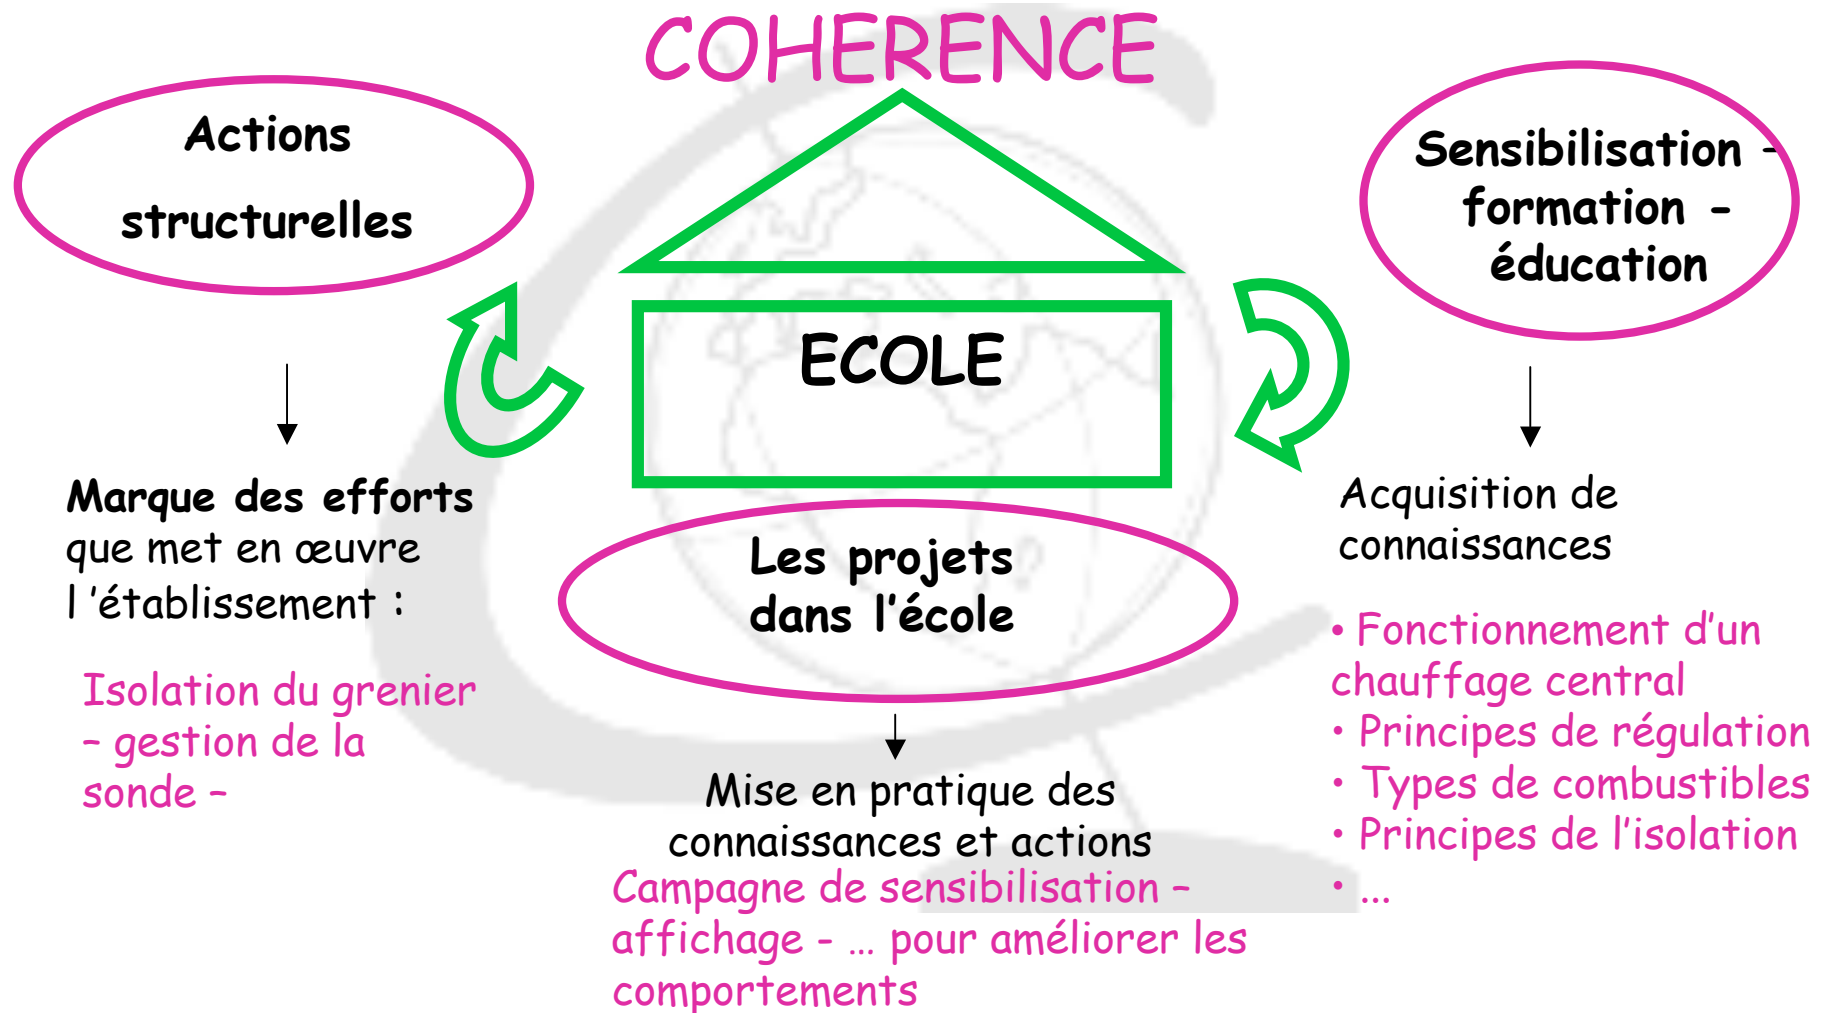 COHERENCE
Actions
structurelles
Sensibilisation -
formation -
éducation
ECOLE
Marque des efforts
que met en œuvre
l ’établissement :
Isolation du grenier
– gestion de la
sonde –
Les projets
dans l’école
Mise en pratique des
connaissances et actions
Campagne de sensibilisation –
affichage - … pour améliorer les
comportements
Acquisition de
connaissances
• Fonctionnement d’un
chauffage central
• Principes de régulation
• Types de combustibles
• Principes de l’isolation
• ...